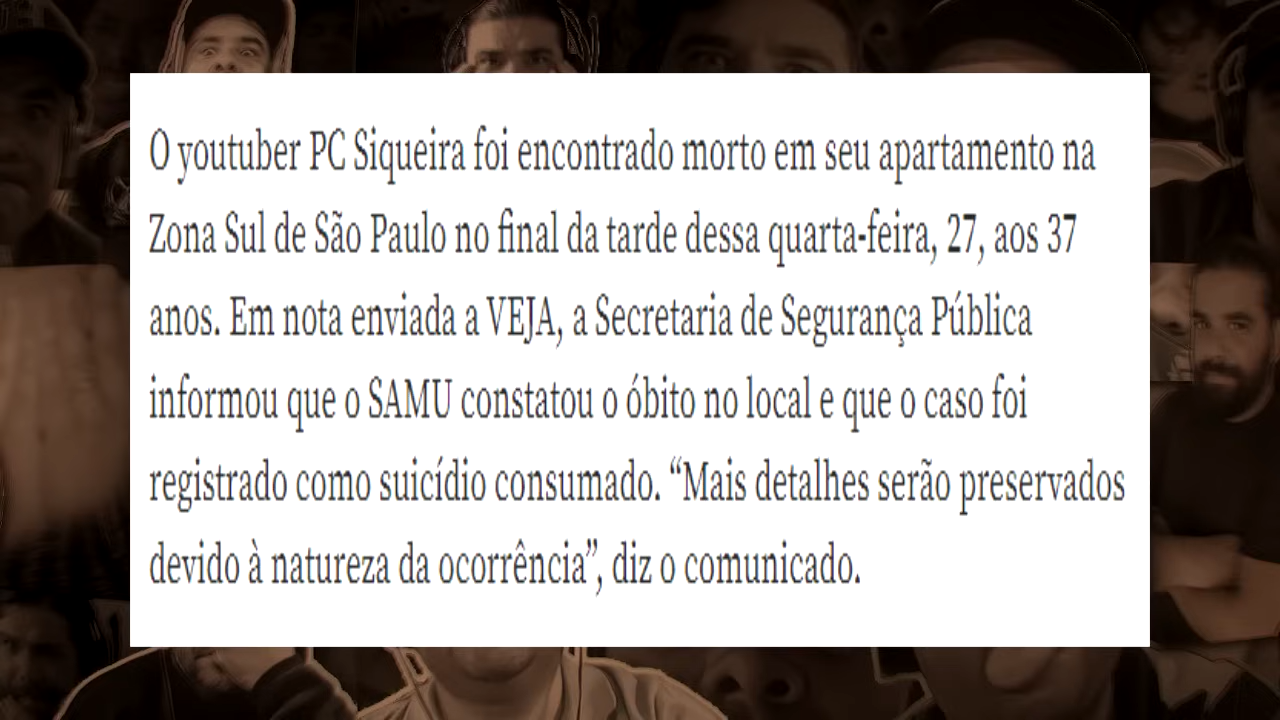 O youtuber PC Siqueira foi encontrado morto em seu apartamento na
Zona Sul de São Paulo no final da tarde dessa quarta-feira, 27, aos 37
anos. Em nota enviada a VEJA, a Secretaria de Segurança Pública
informou que o SAMU constatou o óbito no local e que o caso foi
registrado como suicídio consumado. “Mais detalhes serão preservados
devido à natureza da ocorrência”, diz o comunicado.